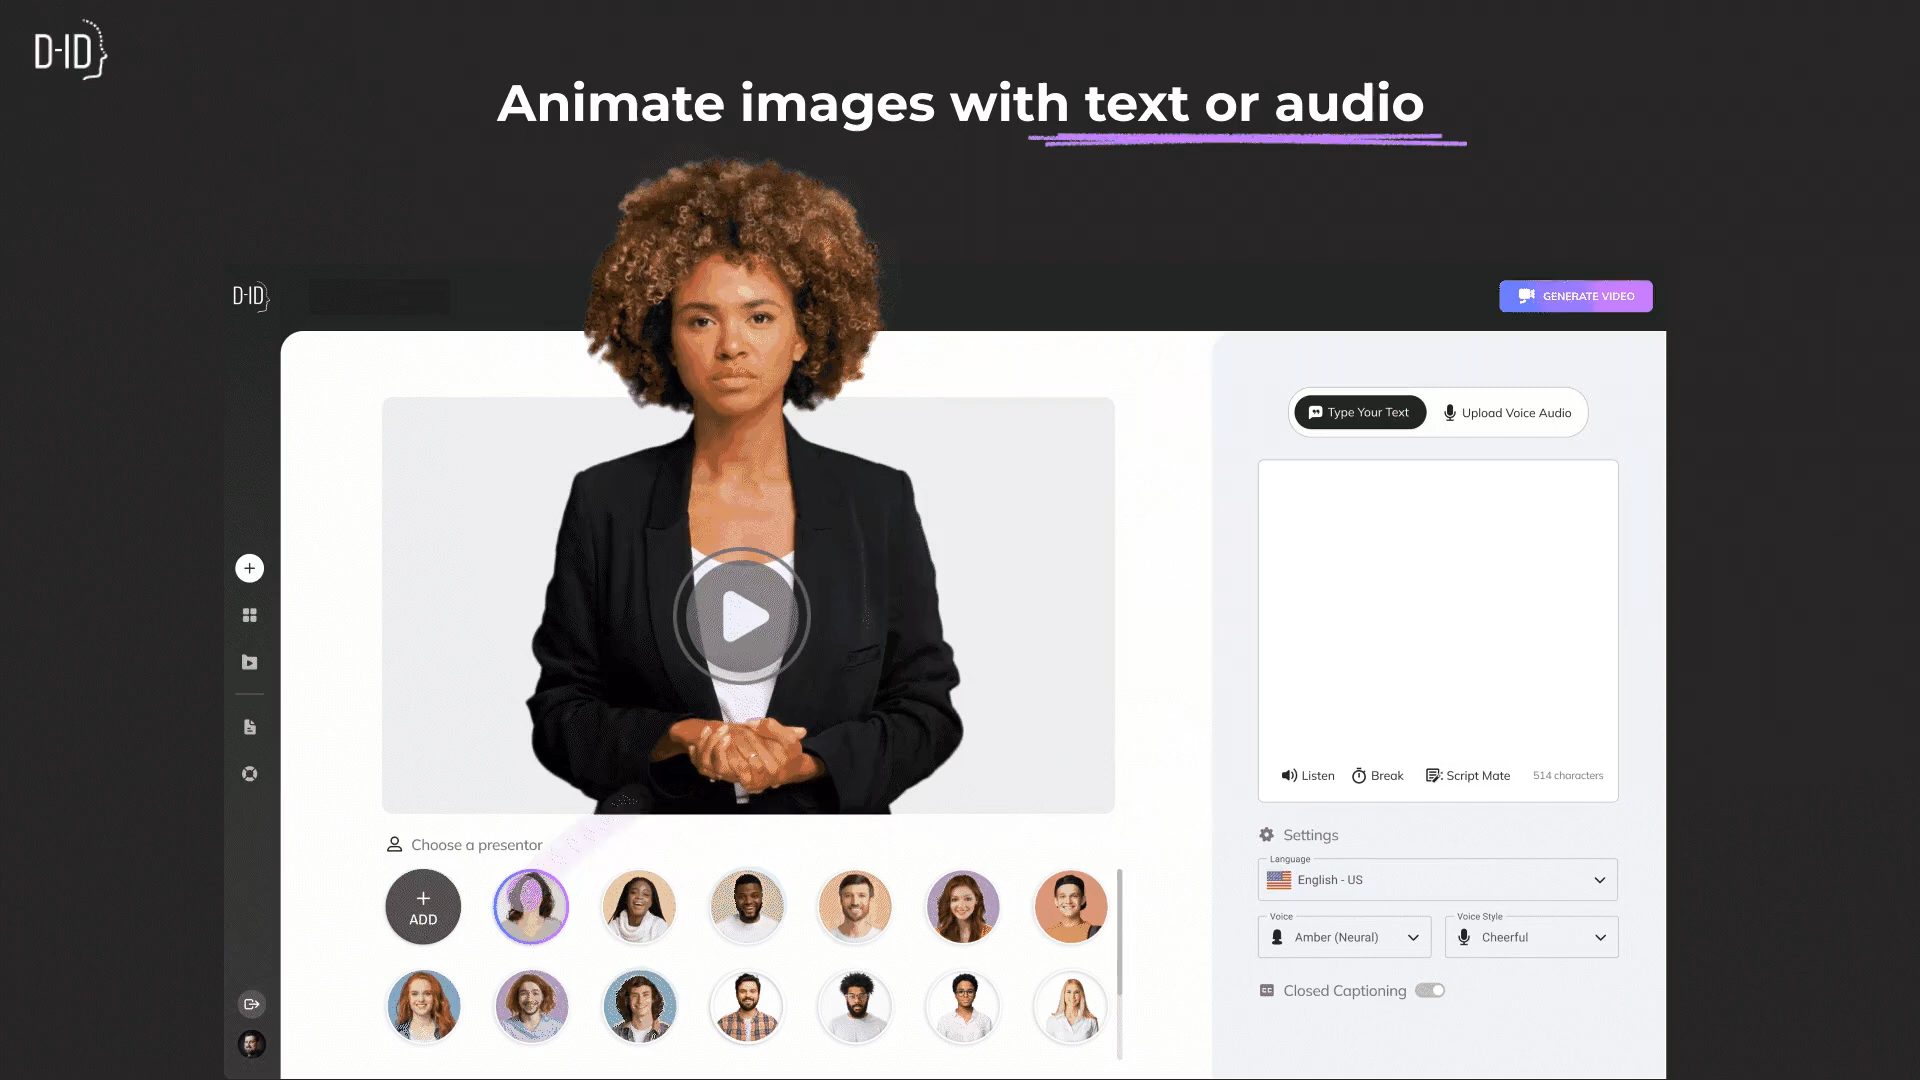 D-ID
Animate images with text or audio
D-ID
GENERATE VIDEO
Type Your Text
Upload Voice Audio
Listen
Break
Script Mate
514 characters
Choose a presentor
ADD
Settings
Language
English - US
Voice
Amber (Neural)
Voice Style
Cheerful
CC
Closed Captioning